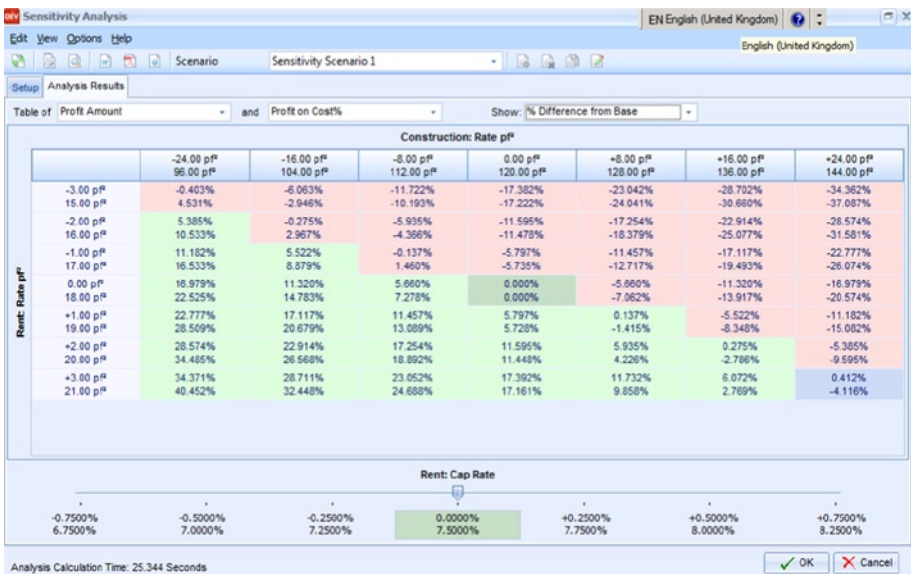 DEV Sensitivity Analysis EN English (United Kingdom) ?
Edit View Options Help English (United Kingdom)
Scenario Sensitivity Scenario 1
Setup Analysis Results
Table of Profit Amount and Profit on Cost% Show: % Difference from Base
Construction: Rate pf²
-24.00 pf² -16.00 pf² -8.00 pf² 0.00 pf² +8.00 pf² +16.00 pf² +24.00 pf²
96.00 pf² 104.00 pf² 112.00 pf² 120.00 pf² 128.00 pf² 136.00 pf² 144.00 pf²
Rent: Rate pf²
-3.00 pf² -0.403% -6.063% -11.722% -17.382% -23.042% -28.702% -34.362%
15.00 pf² 4.531% -2.946% -10.193% -17.222% -24.041% -30.660% -37.087%
-2.00 pf² 5.385% -0.275% -5.935% -11.595% -17.254% -22.914% -28.574%
16.00 pf² 10.533% 2.967% -4.366% -11.478% -18.379% -25.077% -31.581%
-1.00 pf² 11.182% 5.522% -0.137% -5.797% -11.457% -17.117% -22.777%
17.00 pf² 16.533% 8.879% 1.460% -5.735% -12.717% -19.493% -26.074%
0.00 pf² 16.979% 11.320% 5.660% 0.000% -5.660% -11.320% -16.979%
18.00 pf² 22.525% 14.783% 7.278% 0.000% -7.062% -13.917% -20.574%
+1.00 pf² 22.777% 17.117% 11.457% 5.797% 0.137% -5.522% -11.182%
19.00 pf² 28.509% 20.679% 13.089% 5.728% -1.415% -8.348% -15.082%
+2.00 pf² 28.574% 22.914% 17.254% 11.595% 5.935% 0.275% -5.385%
20.00 pf² 34.485% 26.568% 18.892% 11.448% 4.226% -2.786% -9.595%
+3.00 pf² 34.371% 28.711% 23.052% 17.392% 11.732% 6.072% 0.412%
21.00 pf² 40.452% 32.448% 24.688% 17.161% 9.858% 2.769% -4.116%
Rent: Cap Rate
-0.7500% -0.5000% -0.2500% 0.0000% +0.2500% +0.5000% +0.7500%
6.7500% 7.0000% 7.2500% 7.5000% 7.7500% 8.0000% 8.2500%
Analysis Calculation Time: 25.344 Seconds OK Cancel